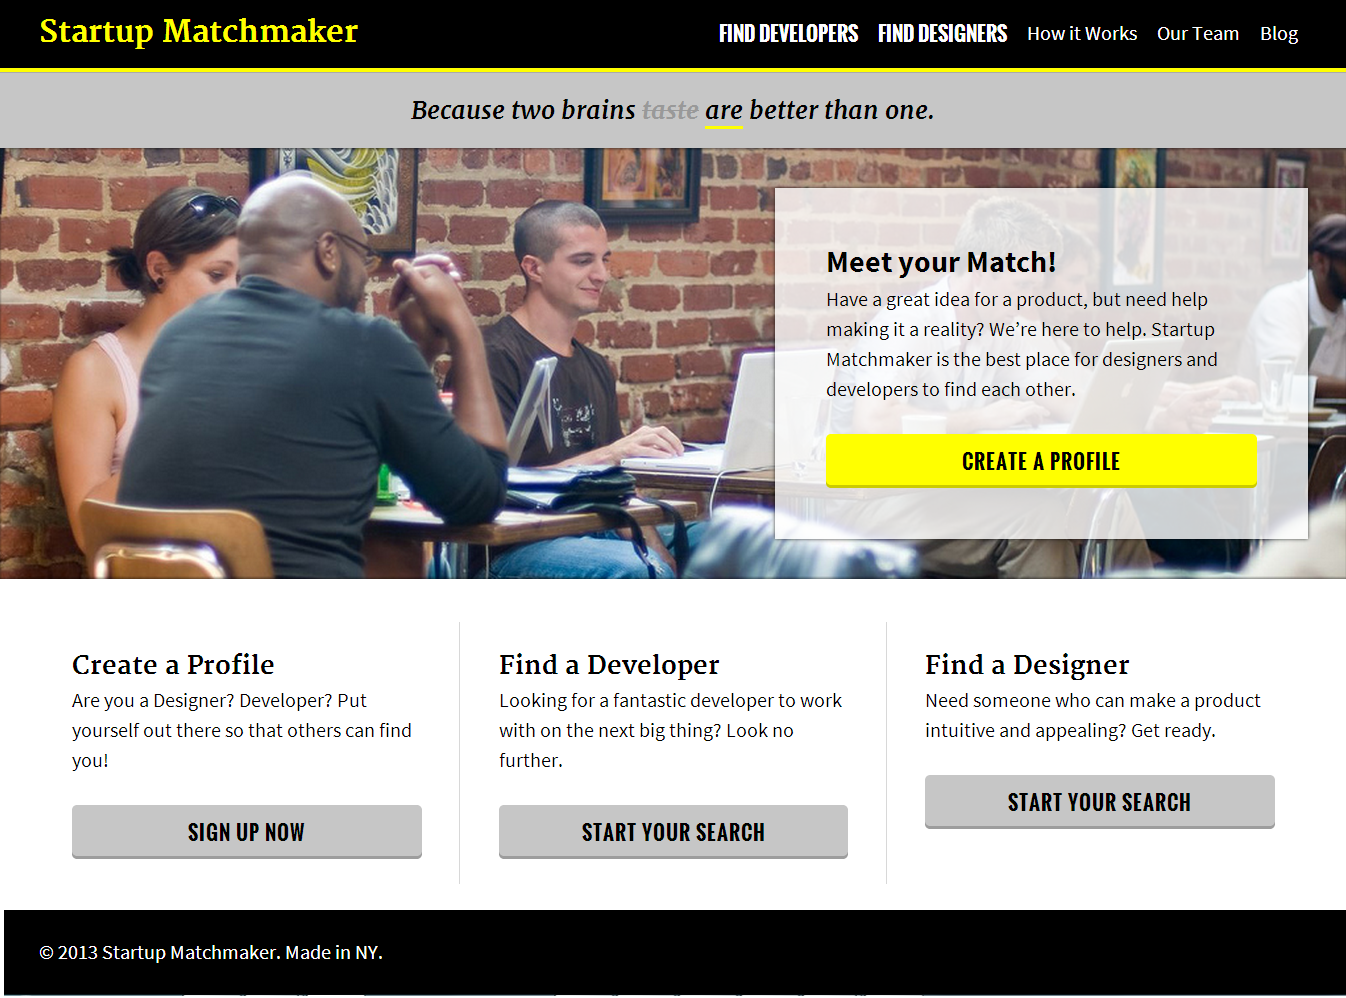 Startup Matchmaker
FIND DEVELOPERS FIND DESIGNERS How it Works Our Team Blog
Because two brains taste are better than one.
Meet your Match!
Have a great idea for a product, but need help
making it a reality? We’re here to help. Startup
Matchmaker is the best place for designers and
developers to find each other.
CREATE A PROFILE
Create a Profile
Are you a Designer? Developer? Put
yourself out there so that others can find
you!
SIGN UP NOW
Find a Developer
Looking for a fantastic developer to work
with on the next big thing? Look no
further.
START YOUR SEARCH
Find a Designer
Need someone who can make a product
intuitive and appealing? Get ready.
START YOUR SEARCH
© 2013 Startup Matchmaker. Made in NY.